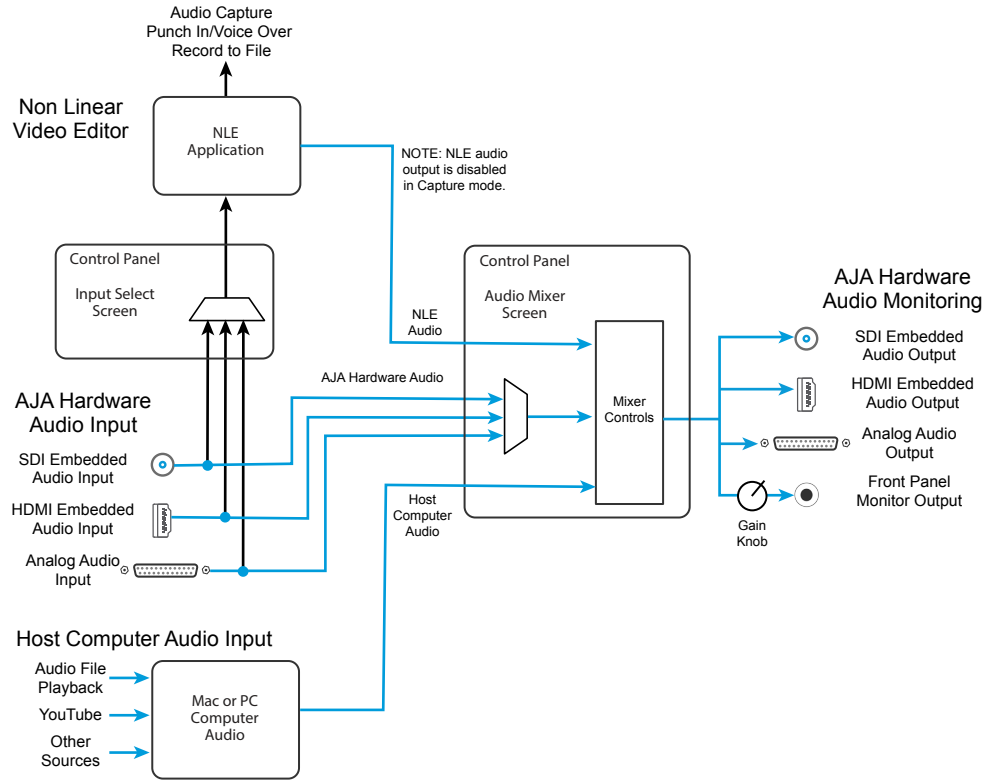 Audio Capture
Punch In/Voice Over
Record to File
Non Linear
Video Editor
NLE
Application
NOTE: NLE audio
output is disabled
in Capture mode.
Control Panel
Input Select
Screen
Control Panel
Audio Mixer
Screen
NLE
Audio
AJA Hardware Audio
Mixer
Controls
Host
Computer
Audio
AJA Hardware
Audio Input
SDI Embedded
Audio Input
HDMI Embedded
Audio Input
Analog Audio
Input
AJA Hardware
Audio Monitoring
SDI Embedded
Audio Output
HDMI Embedded
Audio Output
Analog Audio
Output
Front Panel
Monitor Output
Gain
Knob
Host Computer Audio Input
Audio File
Playback
YouTube
Other
Sources
Mac or PC
Computer
Audio